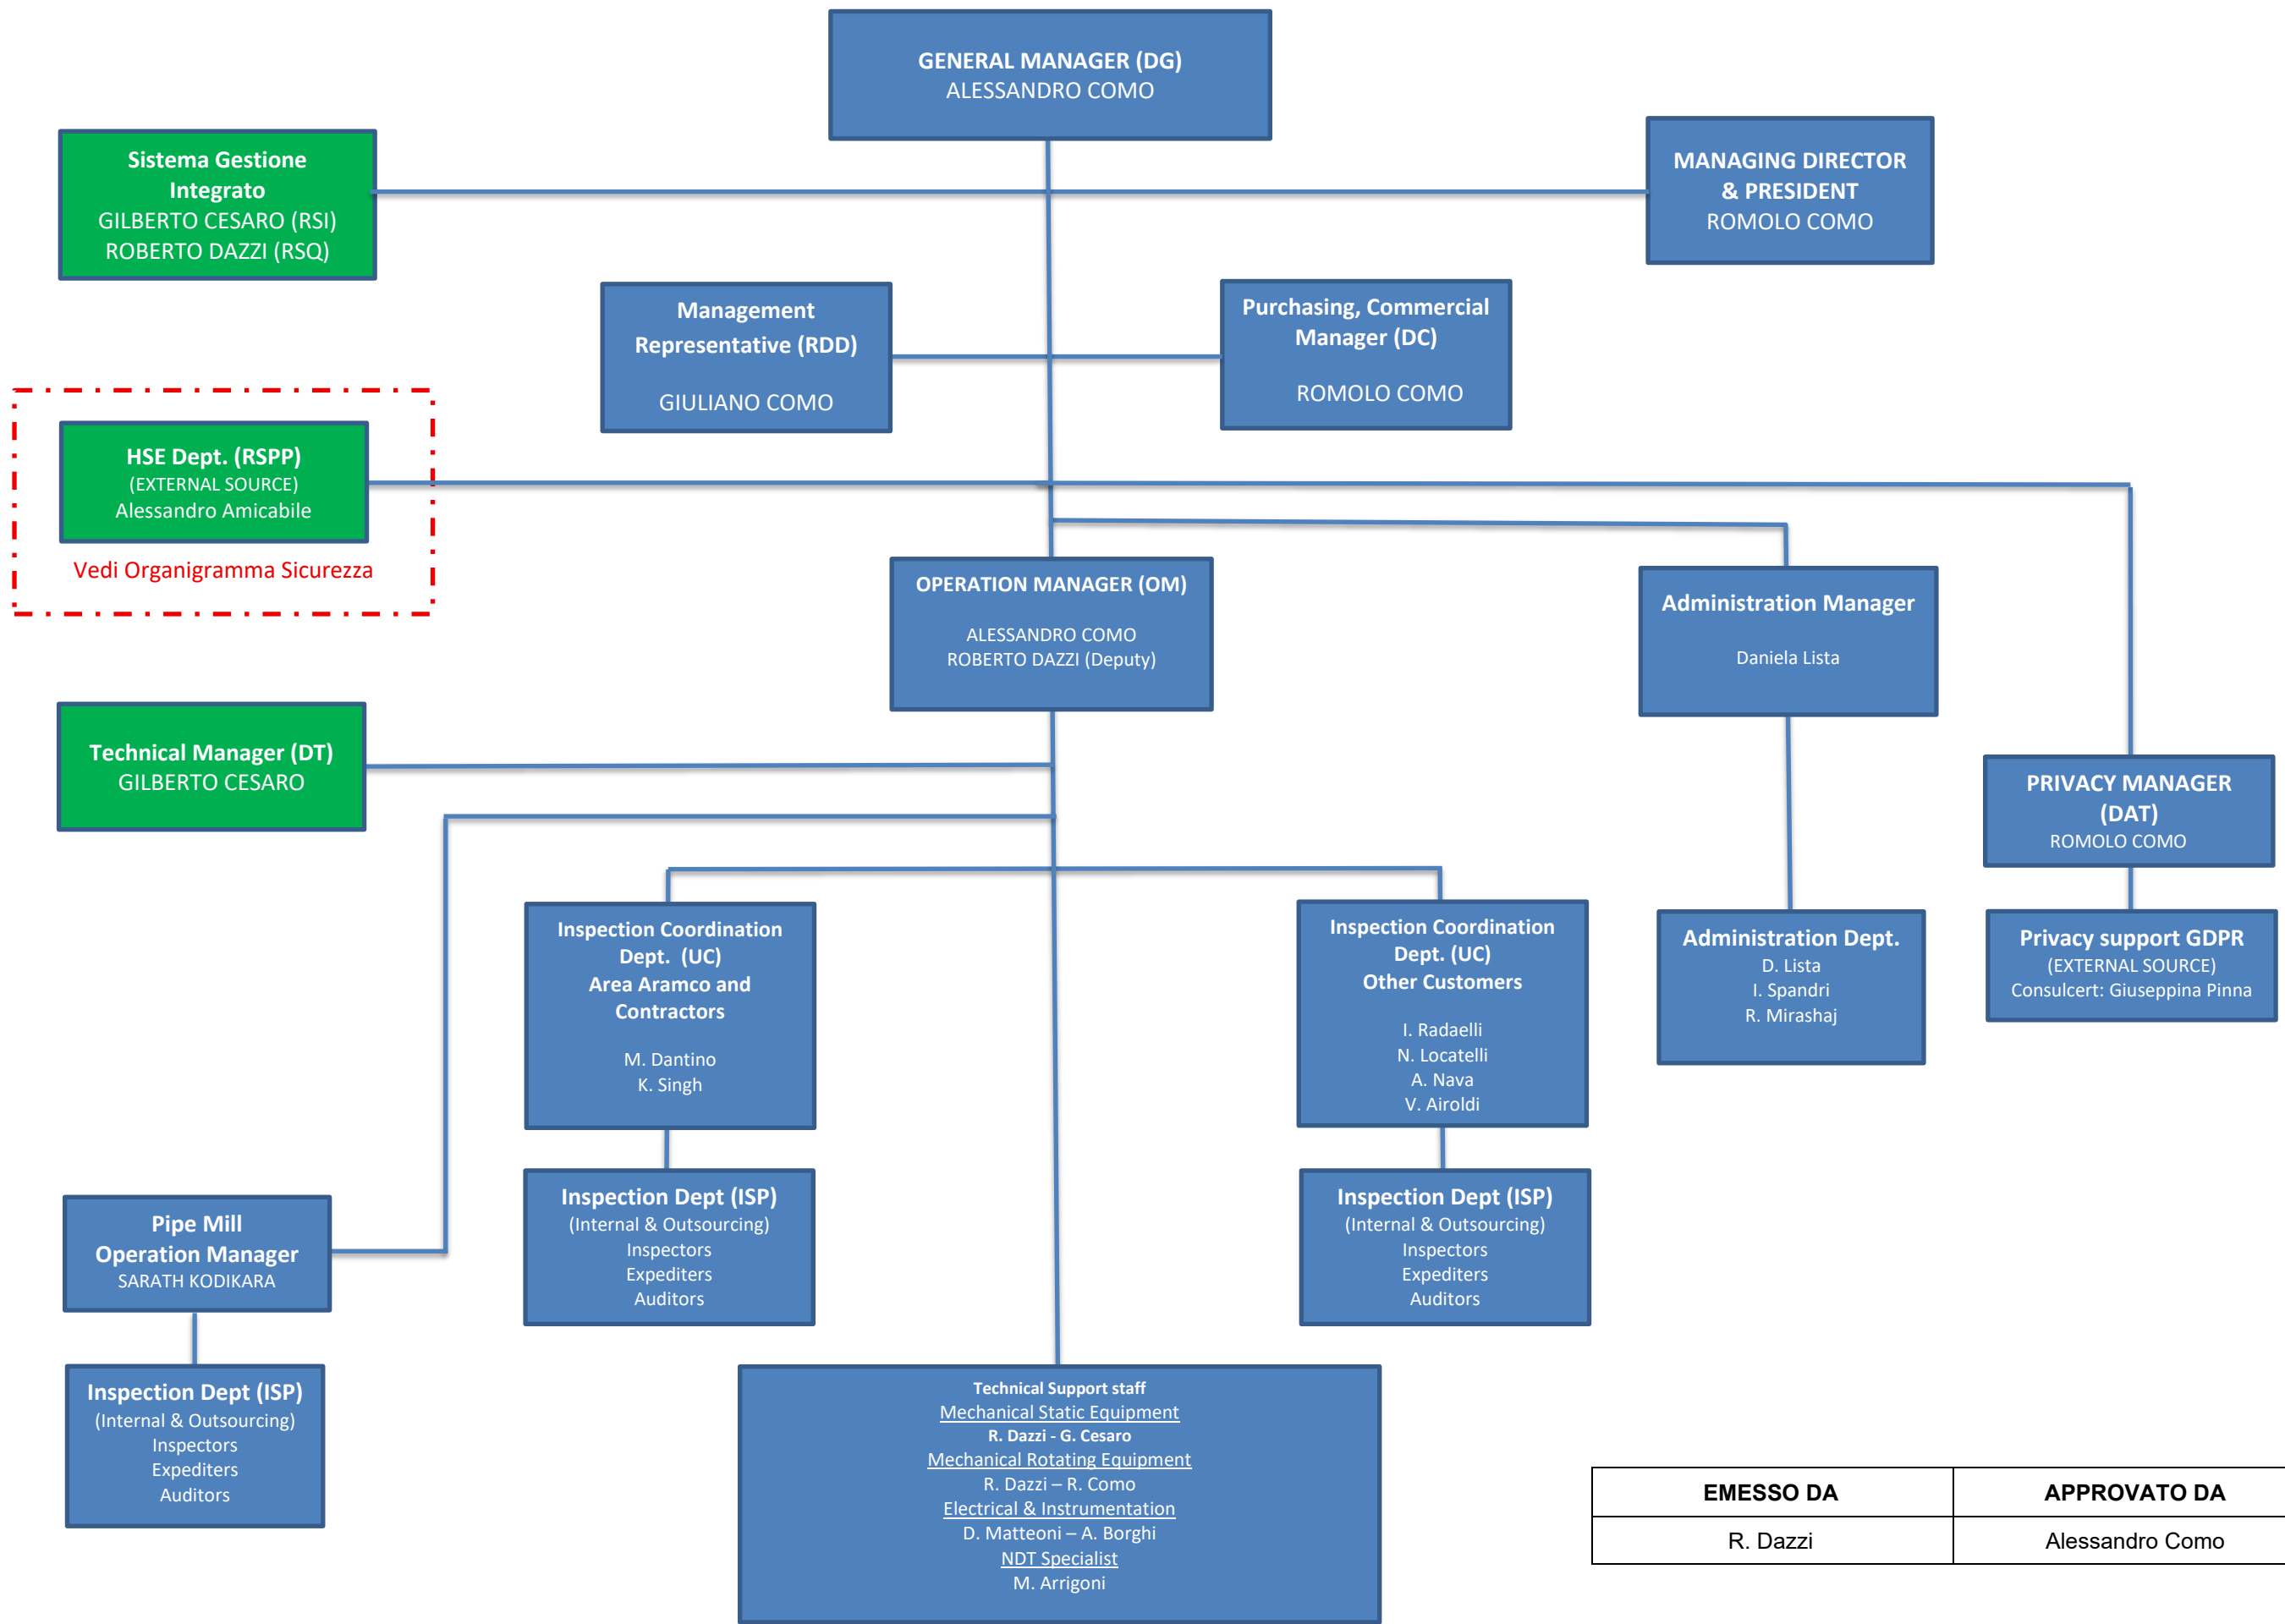 GENERAL MANAGER (DG)
ALESSANDRO COMO
Sistema Gestione
Integrato
GILBERTO CESARO (RSI)
ROBERTO DAZZI (RSQ)
MANAGING DIRECTOR
& PRESIDENT
ROMOLO COMO
Management
Representative (RDD)
GIULIANO COMO
Purchasing, Commercial
Manager (DC)
ROMOLO COMO
HSE Dept. (RSPP)
(EXTERNAL SOURCE)
Alessandro Amicabile
Vedi Organigramma Sicurezza
OPERATION MANAGER (OM)
ALESSANDRO COMO
ROBERTO DAZZI (Deputy)
Administration Manager
Daniela Lista
Technical Manager (DT)
GILBERTO CESARO
PRIVACY MANAGER
(DAT)
ROMOLO COMO
Inspection Coordination
Dept. (UC)
Area Aramco and
Contractors
M. Dantino
K. Singh
Inspection Coordination
Dept. (UC)
Other Customers
I. Radaelli
N. Locatelli
A. Nava
V. Airoldi
Administration Dept.
D. Lista
I. Spandri
R. Mirashaj
Privacy support GDPR
(EXTERNAL SOURCE)
Consulcert: Giuseppina Pinna
Pipe Mill
Operation Manager
SARATH KODIKARA
Inspection Dept (ISP)
(Internal & Outsourcing)
Inspectors
Expediters
Auditors
Inspection Dept (ISP)
(Internal & Outsourcing)
Inspectors
Expediters
Auditors
Inspection Dept (ISP)
(Internal & Outsourcing)
Inspectors
Expediters
Auditors
Technical Support staff
Mechanical Static Equipment
R. Dazzi - G. Cesaro
Mechanical Rotating Equipment
R. Dazzi – R. Como
Electrical & Instrumentation
D. Matteoni – A. Borghi
NDT Specialist
M. Arrigoni
EMESSO DA
APPROVATO DA
R. Dazzi
Alessandro Como